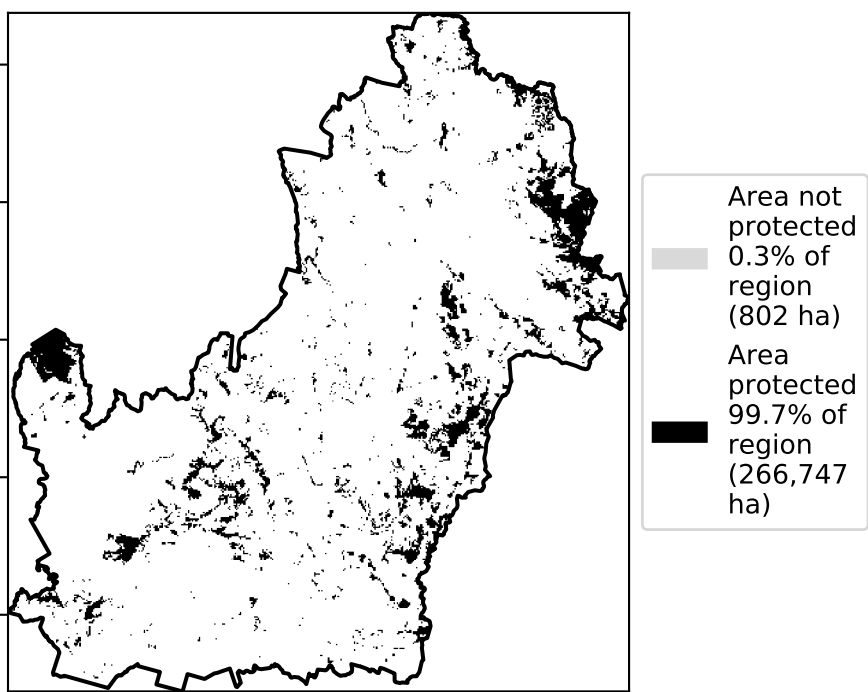 Area not
protected
0.3% of
region
(802 ha)
Area
protected
99.7% of
region
(266,747
ha)